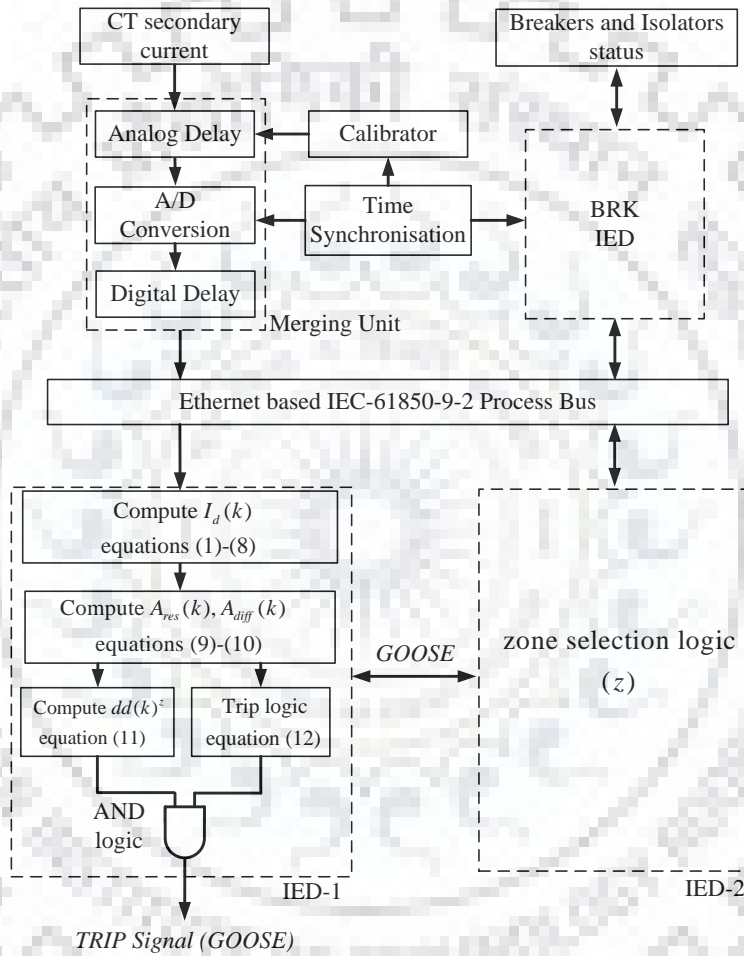 CT secondary
current
Breakers and Isolators
status
Analog Delay
Calibrator
A/D
Conversion
Time
Synchronisation
BRK
IED
Digital Delay
Merging Unit
Ethernet based IEC-61850-9-2 Process Bus
Compute I_d(k)
equations (1)-(8)
Compute A_res(k), A_diff(k)
equations (9)-(10)
GOOSE
zone selection logic
(z)
Compute dd(k)^z
equation (11)
Trip logic
equation (12)
AND
logic
IED-1
IED-2
TRIP Signal (GOOSE)